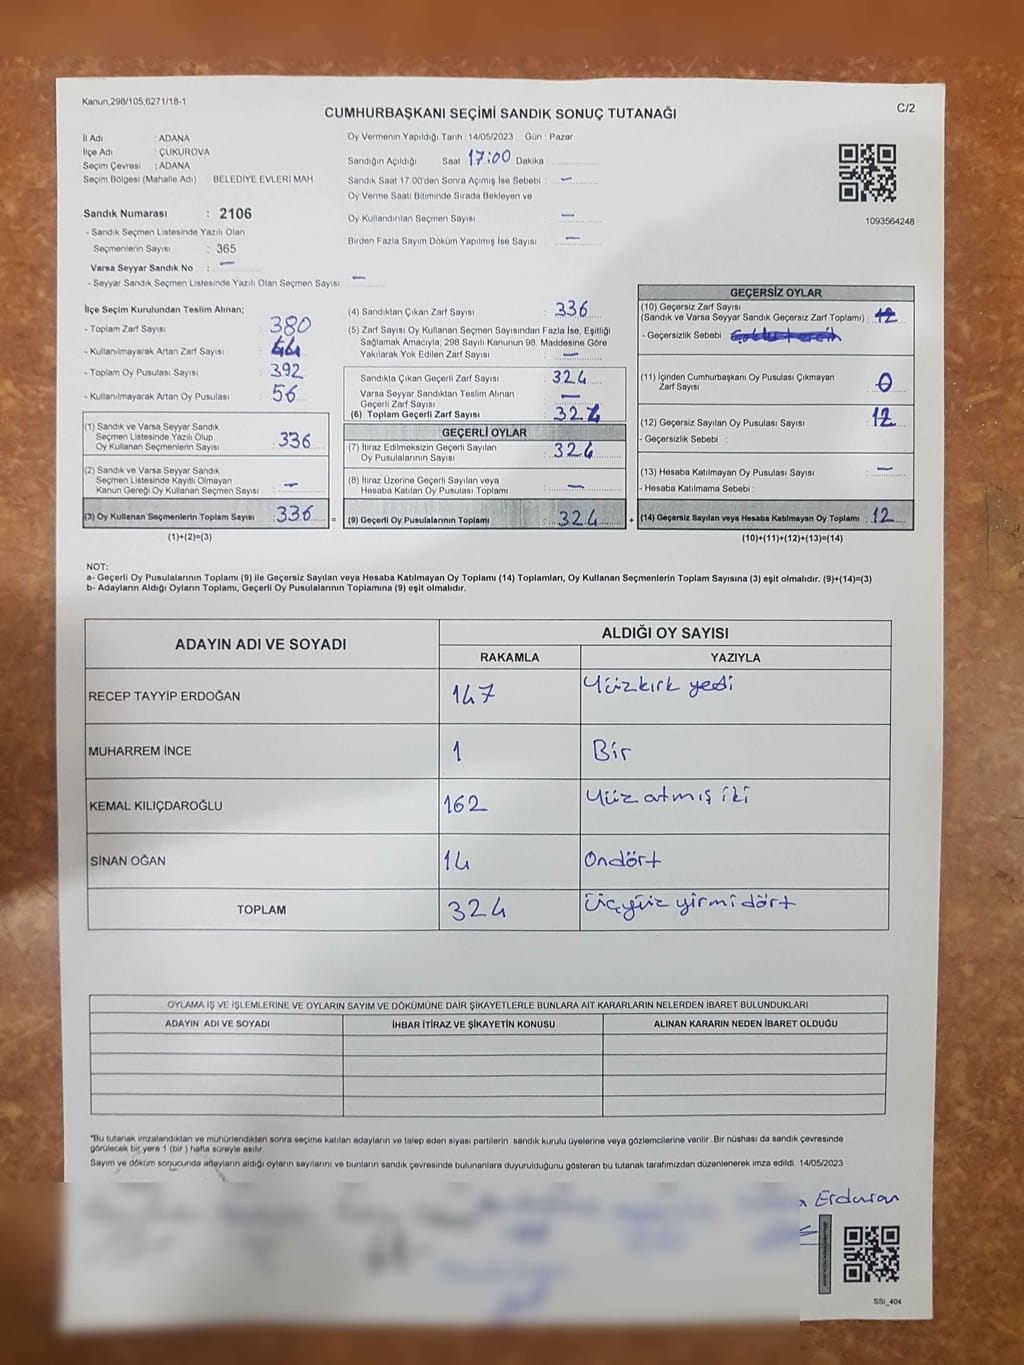 Kanun;298/105,6271/18-1
C/2
CUMHURBAŞKANI SEÇİMİ SANDIK SONUÇ TUTANAĞI
İl Adı : ADANA
İlçe Adı : ÇUKUROVA
Seçim Çevresi : ADANA
Seçim Bölgesi (Mahalle Adı) BELEDİYE EVLERİ MAH
Sandık Numarası : 2106
- Sandık Seçmen Listesinde Yazılı Olan
Seçmenlerin Sayısı : 365
Varsa Seyyar Sandık No : —
- Seyyar Sandık Seçmen Listesinde Yazılı Olan Seçmen Sayısı : —
Oy Vermenin Yapıldığı Tarih : 14/05/2023 Gün : Pazar
Sandığın Açıldığı Saat 17:00 Dakika :
Sandık Saat 17.00'den Sonra Açımış İse Sebebi : —
Oy Verme Saati Bitiminde Sırada Bekleyen ve
Oy Kullandırılan Seçmen Sayısı : —
Birden Fazla Sayım Döküm Yapılmış İse Sayısı : —
1093564248
İlçe Seçim Kurulundan Teslim Alınan;
- Toplam Zarf Sayısı : 380
- Kullanılmayarak Artan Zarf Sayısı : 44
- Toplam Oy Pusulası Sayısı : 392
- Kullanılmayarak Artan Oy Pusulası : 56
(1) Sandık ve Varsa Seyyar Sandık
Seçmen Listesinde Yazılı Olup
Oy Kullanan Seçmenlerin Sayısı : 336
(2) Sandık ve Varsa Seyyar Sandık
Seçmen Listesinde Kayıtlı Olmayan
Kanun Gereği Oy Kullanan Seçmen Sayısı : —
(3) Oy Kullanan Seçmenlerin Toplam Sayısı : 336
(1)+(2)=(3)
(4) Sandıktan Çıkan Zarf Sayısı : 336
(5) Zarf Sayısı Oy Kullanan Seçmen Sayısından Fazla İse, Eşitliği
Sağlamak Amacıyla; 298 Sayılı Kanunun 98. Maddesine Göre
Yakılarak Yok Edilen Zarf Sayısı : —
Sandıkta Çıkan Geçerli Zarf Sayısı : 324
Varsa Seyyar Sandıktan Teslim Alınan
Geçerli Zarf Sayısı : —
(6) Toplam Geçerli Zarf Sayısı : 324
GEÇERLİ OYLAR
(7) İtiraz Edilmeksizin Geçerli Sayılan
Oy Pusulalarının Sayısı : 324
(8) İtiraz Üzerine Geçerli Sayılan veya
Hesaba Katılan Oy Pusulası Toplamı : —
= (9) Geçerli Oy Pusulalarının Toplamı : 324
GEÇERSİZ OYLAR
(10) Geçersiz Zarf Sayısı
(Sandık ve Varsa Seyyar Sandık Geçersiz Zarf Toplamı) : 12
- Geçersizlik Sebebi :
(11) İçinden Cumhurbaşkanı Oy Pusulası Çıkmayan
Zarf Sayısı : 0
(12) Geçersiz Sayılan Oy Pusulası Sayısı : 12
- Geçersizlik Sebebi :
(13) Hesaba Katılmayan Oy Pusulası Sayısı : —
- Hesaba Katılmama Sebebi :
+ (14) Geçersiz Sayılan veya Hesaba Katılmayan Oy Toplamı : 12
(10)+(11)+(12)+(13)=(14)
NOT:
a- Geçerli Oy Pusulalarının Toplamı (9) ile Geçersiz Sayılan veya Hesaba Katılmayan Oy Toplamı (14) Toplamları, Oy Kullanan Seçmenlerin Toplam Sayısına (3) eşit olmalıdır. (9)+(14)=(3)
b- Adayların Aldığı Oyların Toplamı, Geçerli Oy Pusulalarının Toplamına (9) eşit olmalıdır.
ADAYIN ADI VE SOYADI ALDIĞI OY SAYISI
RAKAMLA YAZIYLA
RECEP TAYYİP ERDOĞAN 147 Yüzkırk yedi
MUHARREM İNCE 1 Bir
KEMAL KILIÇDAROĞLU 162 Yüz atmış iki
SİNAN OĞAN 14 Ondört
TOPLAM 324 Üçyüz yirmi dört
OYLAMA İŞ VE İŞLEMLERİNE VE OYLARIN SAYIM VE DÖKÜMÜNE DAİR ŞİKAYETLERLE BUNLARA AİT KARARLARIN NELERDEN İBARET BULUNDUKLARI
ADAYIN ADI VE SOYADI İHBAR İTİRAZ VE ŞİKAYETİN KONUSU ALINAN KARARIN NEDEN İBARET OLDUĞU
*Bu tutanak imzalandıktan ve mühürlendikten sonra seçime katılan adayların ve talep eden siyasi partilerin sandık kurulu üyelerine veya gözlemcilerine verilir. Bir nüshası da sandık çevresinde
görülecek bir yere 1 (bir) hafta süreyle asılır.
Sayım ve döküm sonucunda adayların aldığı oyların sayılarını ve bunların sandık çevresinde bulunanlara duyurulduğunu gösteren bu tutanak tarafımızdan düzenlenerek imza edildi. 14/05/2023
Erduran
SSI_404